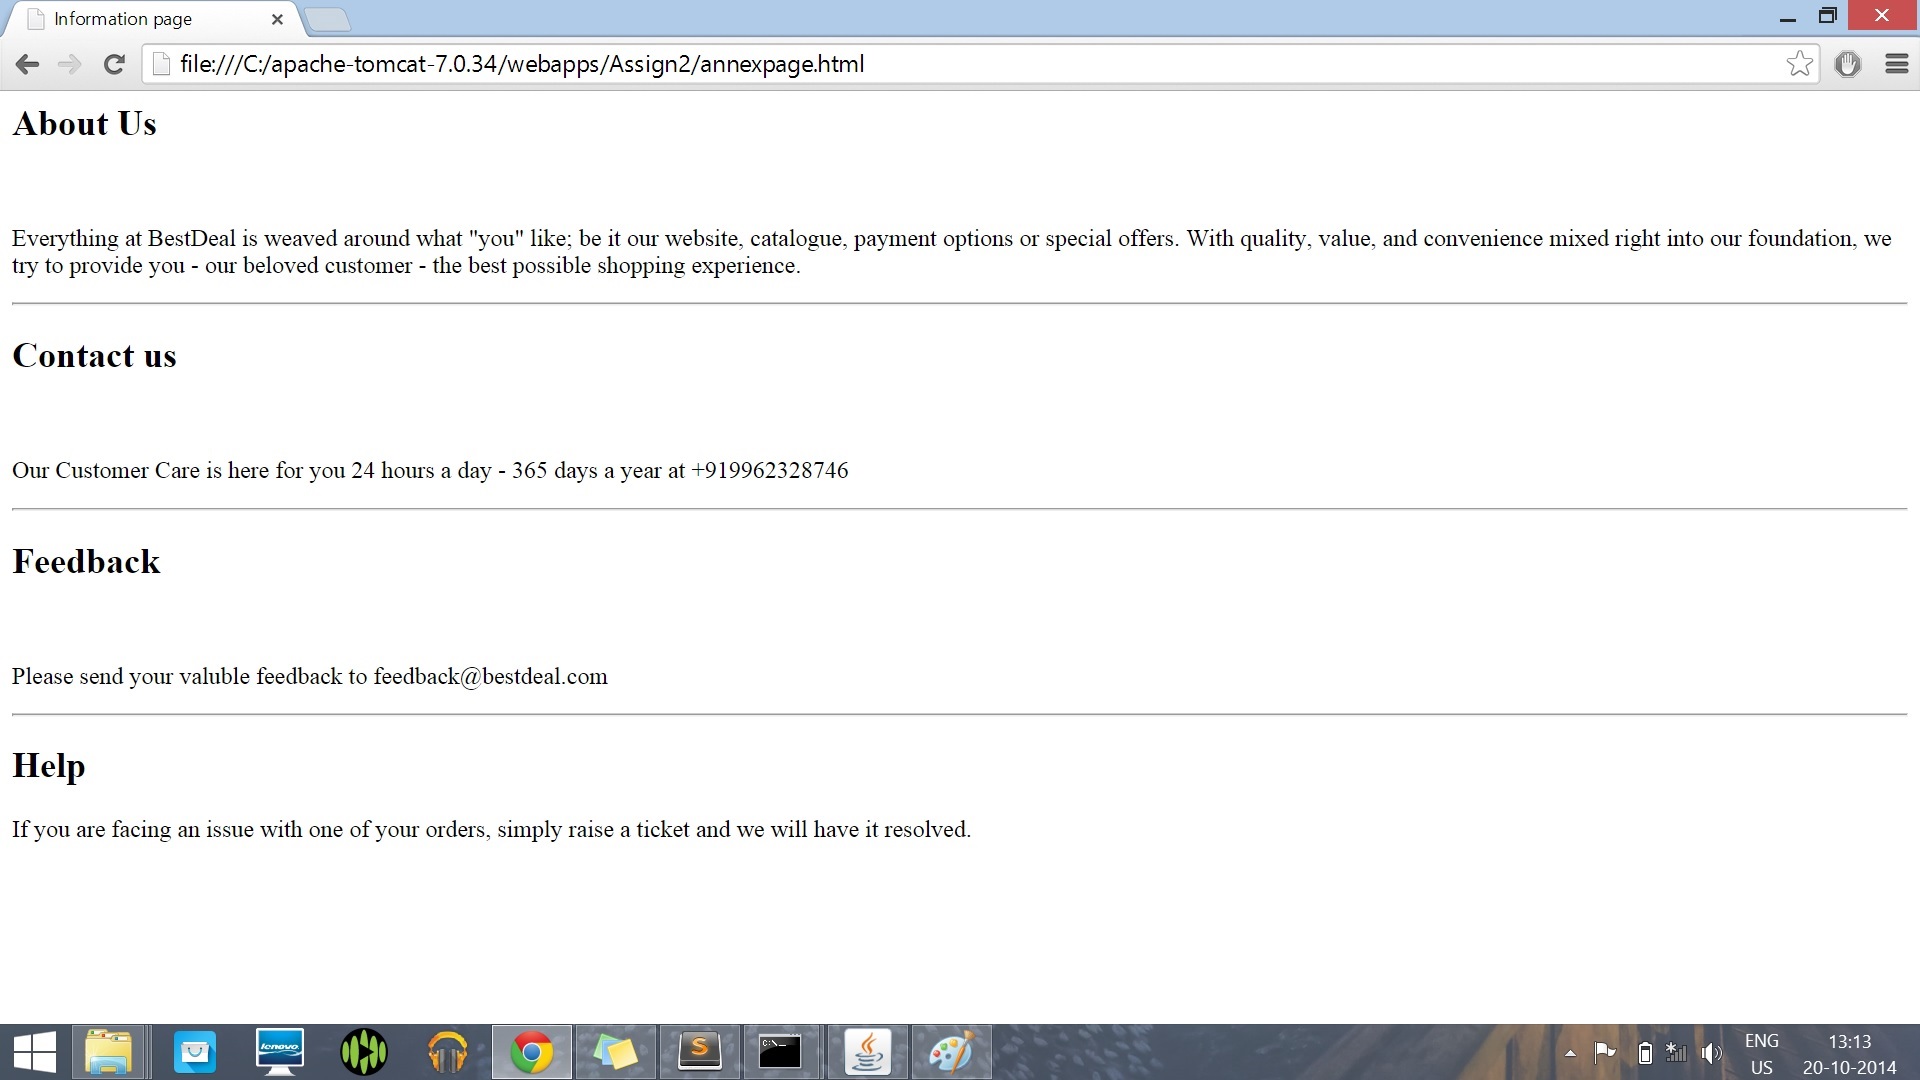 Information page
file:///C:/apache-tomcat-7.0.34/webapps/Assign2/annexpage.html
About Us
Everything at BestDeal is weaved around what "you" like; be it our website, catalogue, payment options or special offers. With quality, value, and convenience mixed right into our foundation, we
try to provide you - our beloved customer - the best possible shopping experience.
Contact us
Our Customer Care is here for you 24 hours a day - 365 days a year at +919962328746
Feedback
Please send your valuble feedback to feedback@bestdeal.com
Help
If you are facing an issue with one of your orders, simply raise a ticket and we will have it resolved.
lenovo
S
C:\_
ENG
US
13:13
20-10-2014